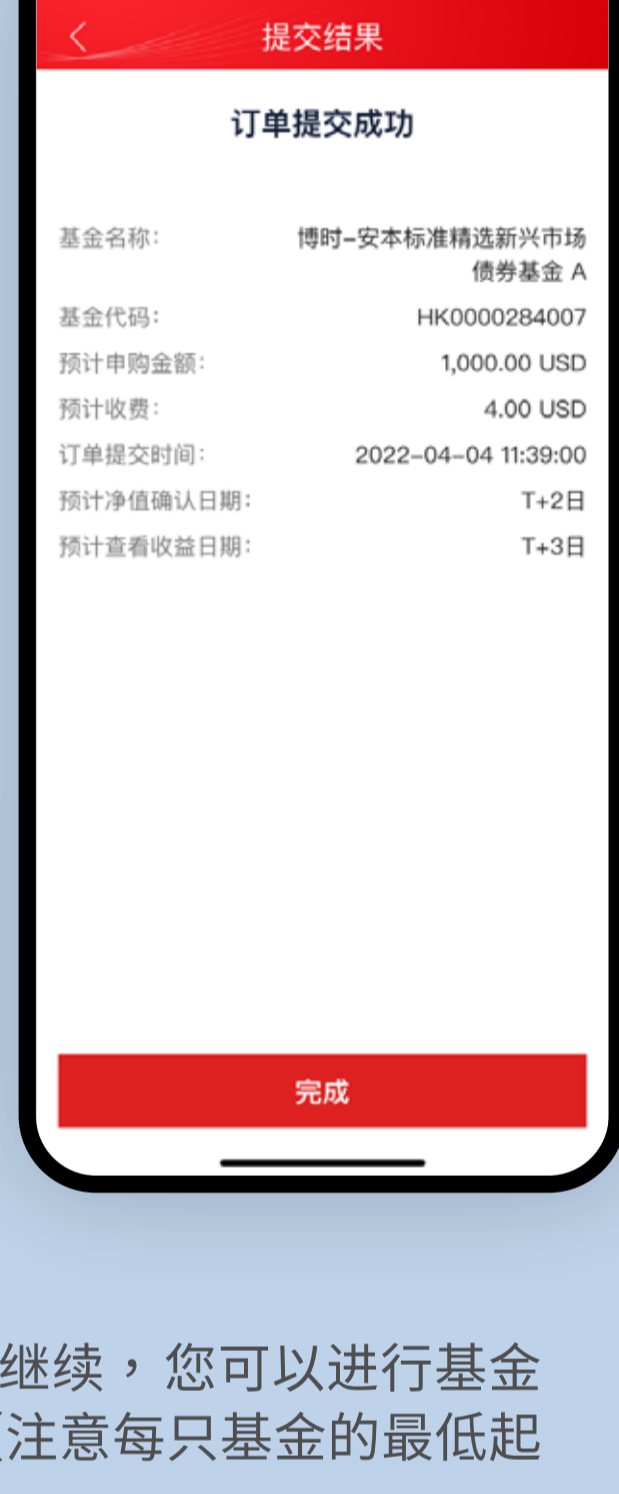 提交结果
订单提交成功
基金名称: 博时-安本标准精选新兴市场
债券基金 A
基金代码: HK0000284007
预计申购金额: 1,000.00 USD
预计收费: 4.00 USD
订单提交时间: 2022-04-04 11:39:00
预计净值确认日期: T+2日
预计查看收益日期: T+3日
完成
继续，您可以进行基金
注意每只基金的最低起